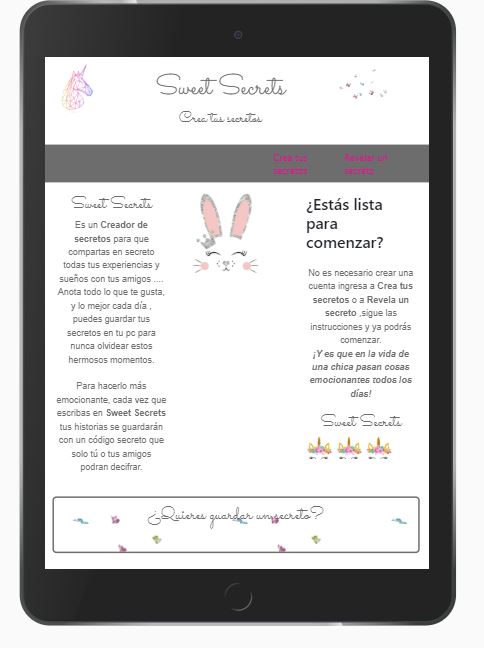 Sweet Secrets
Crea tus secretos
Crea tus
secretos
Revelar un
secreto
Sweet Secrets
Es un Creador de
secretos para que
compartas en secreto
todas tus experiencias y
sueños con tus amigos ....
Anota todo lo que te gusta,
y lo mejor cada día ,
puedes guardar tus
secretos en tu pc para
nunca olvidar estos
hermosos momentos.
Para hacerlo más
emocionante, cada vez que
escribas en Sweet Secrets
tus historias se guardarán
con un código secreto que
solo tú o tus amigos
podran decifrar.
¿Estás lista
para
comenzar?
No es necesario crear una
cuenta ingresa a Crea tus
secretos o a Revela un
secreto ,sigue las
instrucciones y ya podrás
comenzar.
¡Y es que en la vida de
una chica pasan cosas
emocionantes todos los
días!
Sweet Secrets
¿Quieres guardar un secreto?